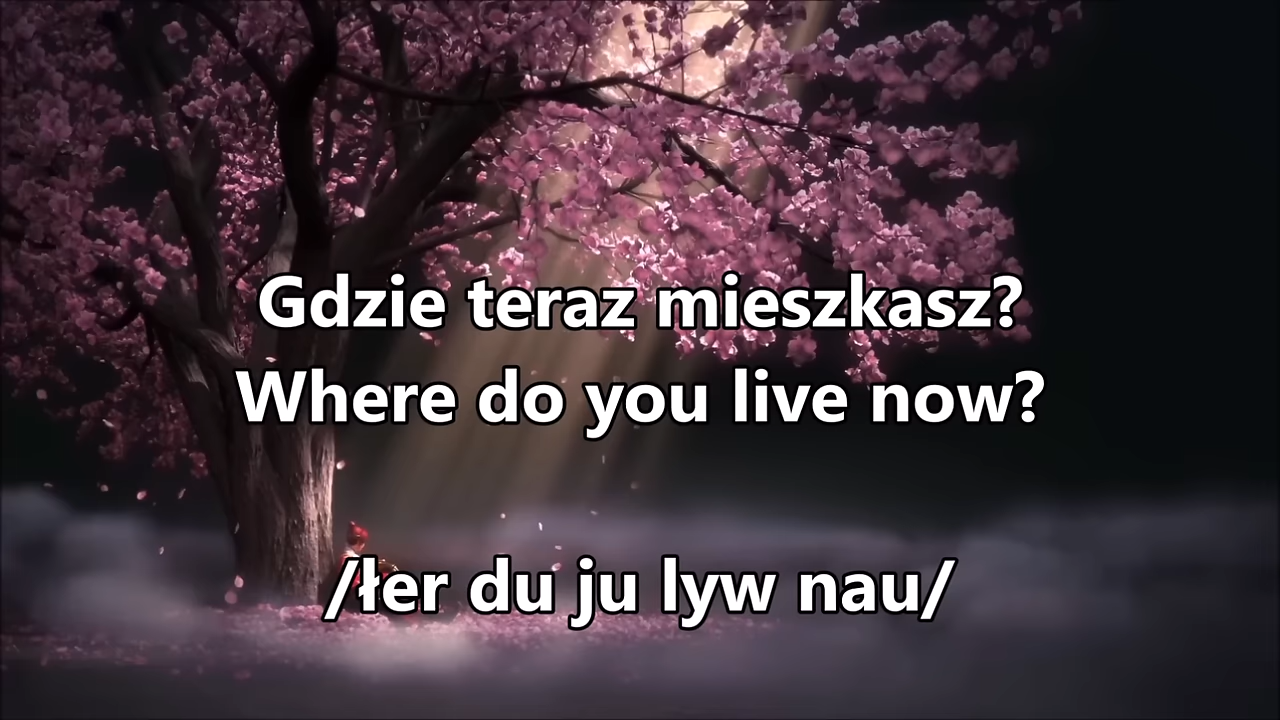 Gdzie teraz mieszkasz?
Where do you live now?
/łer du ju lyw nau/